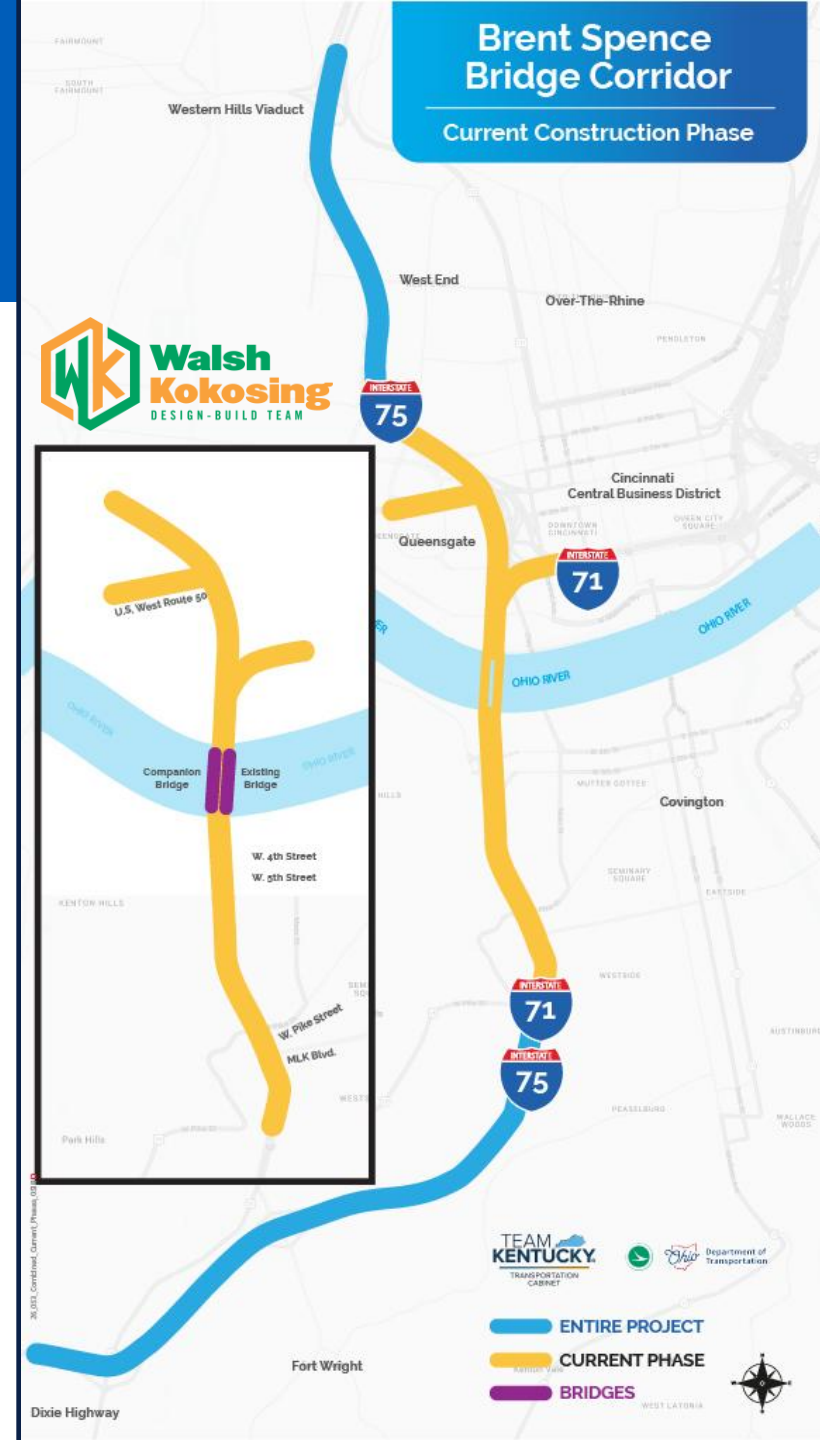 Brent Spence
Bridge Corridor
Current Construction Phase
FAIRMOUNT
SOUTH
FAIRMOUNT
Western Hills Viaduct
West End
Over-The-Rhine
PENDLETON
WK
Walsh
Kokosing
DESIGN-BUILD TEAM
INTERSTATE
75
Cincinnati
Central Business District
DOWNTOWN
CINCINNATI
QUEEN CITY
SQUARE
Queensgate
INTERSTATE
71
OHIO RIVER
OHIO RIVER
U.S. West Route 50
OHIO RIVER
OHIO RIVER
Companion
Bridge
Existing
Bridge
W. 4th Street
W. 5th Street
KENTON HILLS
W. Pike Street
MLK Blvd.
Park Hills
HILLS
MUTTER GOTTES
Covington
SEMINARY
SQUARE
EASTSIDE
WESTSIDE
INTERSTATE
71
INTERSTATE
75
AUSTINBURG
PEASELBURG
WALLACE
WOODS
TEAM
KENTUCKY
TRANSPORTATION
CABINET
Ohio
Department of
Transportation
ENTIRE PROJECT
CURRENT PHASE
BRIDGES
WEST LATONIA
Fort Wright
Dixie Highway